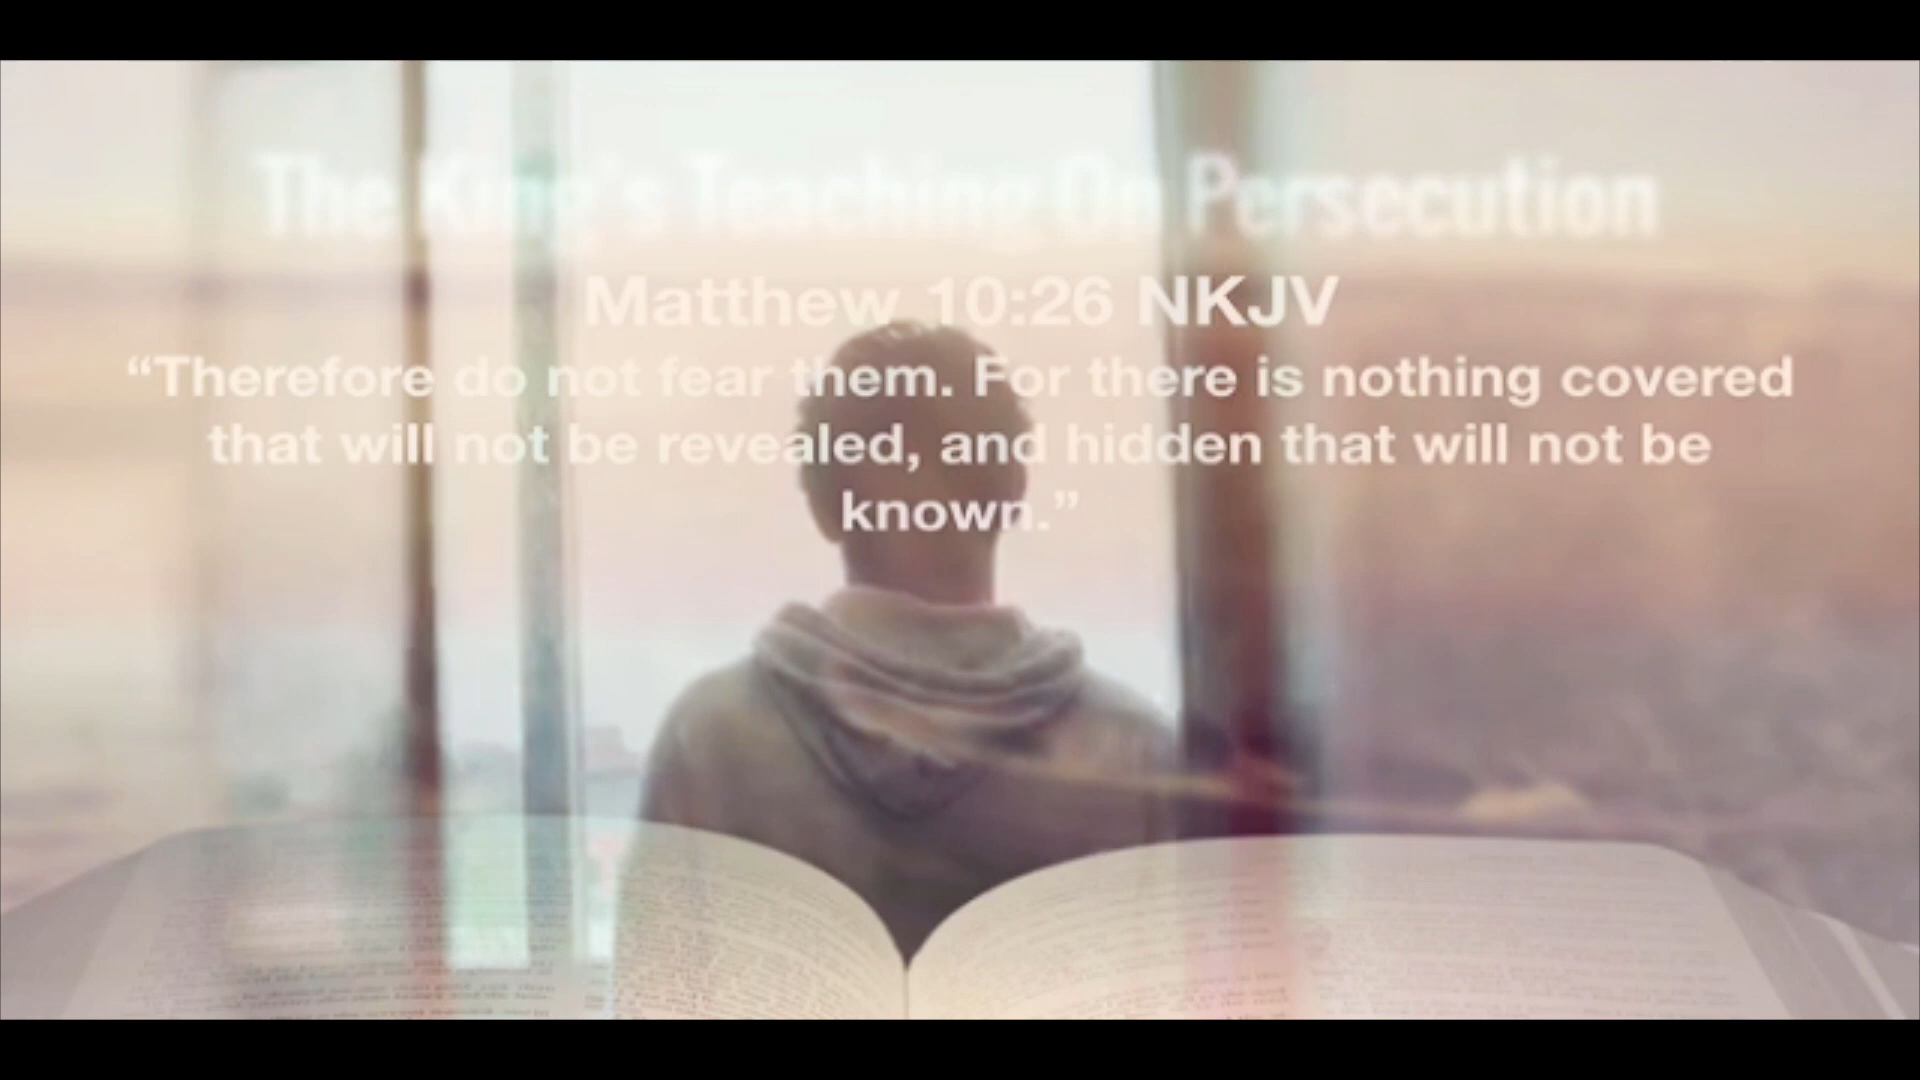 The King's Teaching On Persecution
Matthew 10:26 NKJV
“Therefore do not fear them. For there is nothing covered
that will not be revealed, and hidden that will not be
known.”